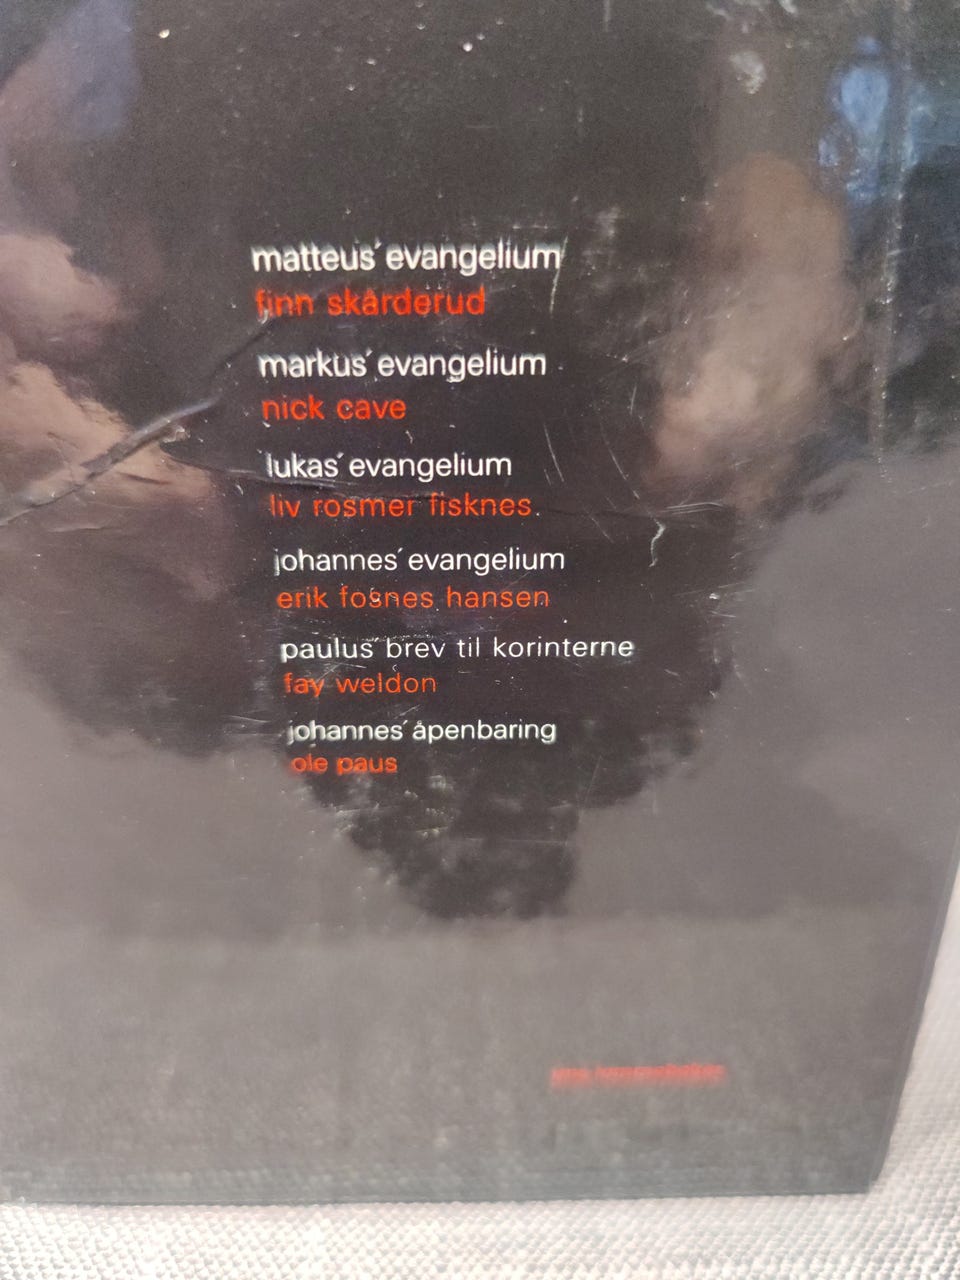 matteus´evangelium
finn skårderud
markus´evangelium
nick cave
lukas´evangelium
liv rosmer fisknes
johannes´evangelium
erik fosnes hansen
paulus´brev til korinterne
fay weldon
johannes´åpenbaring
ole paus